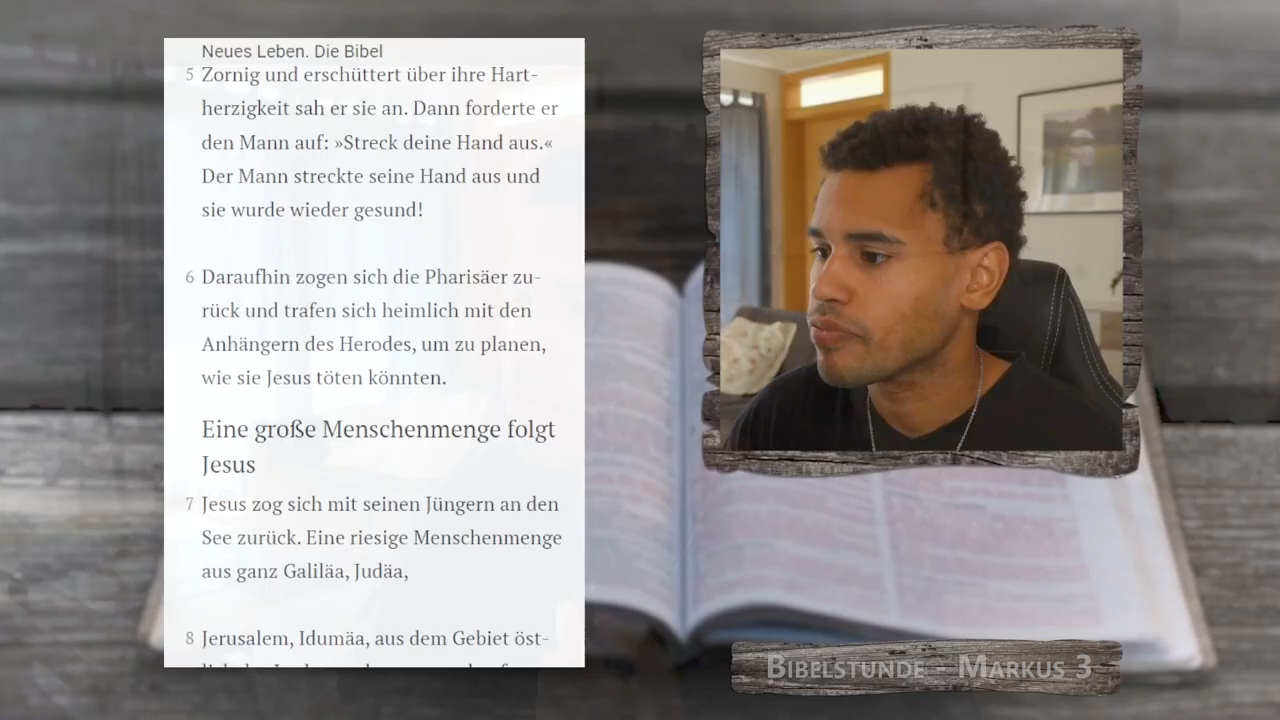 Neues Leben. Die Bibel
5 Zornig und erschüttert über ihre Hart-
herzigkeit sah er sie an. Dann forderte er
den Mann auf: »Streck deine Hand aus.«
Der Mann streckte seine Hand aus und
sie wurde wieder gesund!
6 Daraufhin zogen sich die Pharisäer zu-
rück und trafen sich heimlich mit den
Anhängern des Herodes, um zu planen,
wie sie Jesus töten könnten.
Eine große Menschenmenge folgt
Jesus
7 Jesus zog sich mit seinen Jüngern an den
See zurück. Eine riesige Menschenmenge
aus ganz Galiläa, Judäa,
8 Jerusalem, Idumäa, aus dem Gebiet öst-
BIBELSTUNDE - MARKUS 3